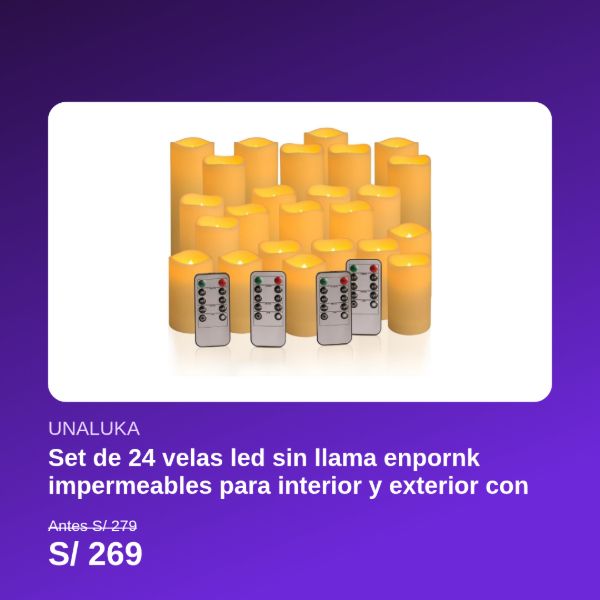 UNALUKA
Set de 24 velas led sin llama enpornk
impermeables para interior y exterior con
Antes S/ 279
S/ 269